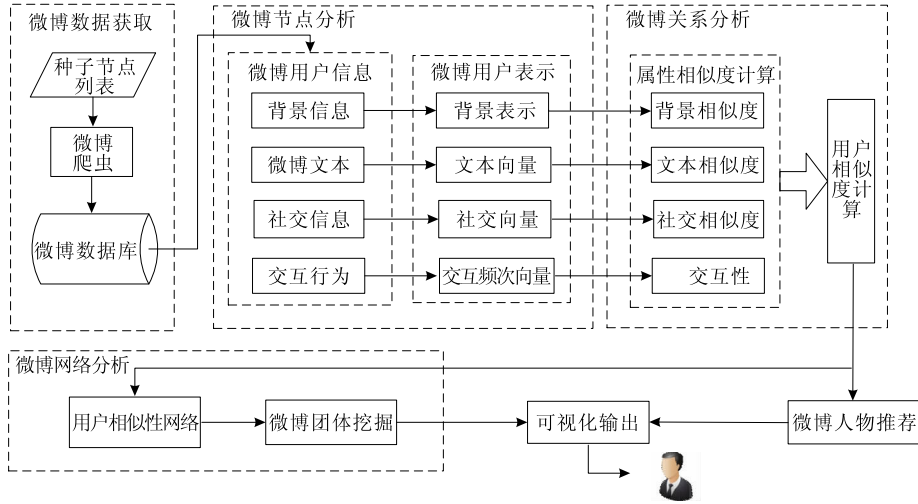 微博数据获取
种子节点
列表
微博
爬虫
微博数据库
微博节点分析
微博用户信息
背景信息
微博文本
社交信息
交互行为
微博用户表示
背景表示
文本向量
社交向量
交互频次向量
微博关系分析
属性相似度计算
背景相似度
文本相似度
社交相似度
交互性
用户
相似
度计
算
微博网络分析
用户相似性网络
微博团体挖掘
可视化输出
微博人物推荐